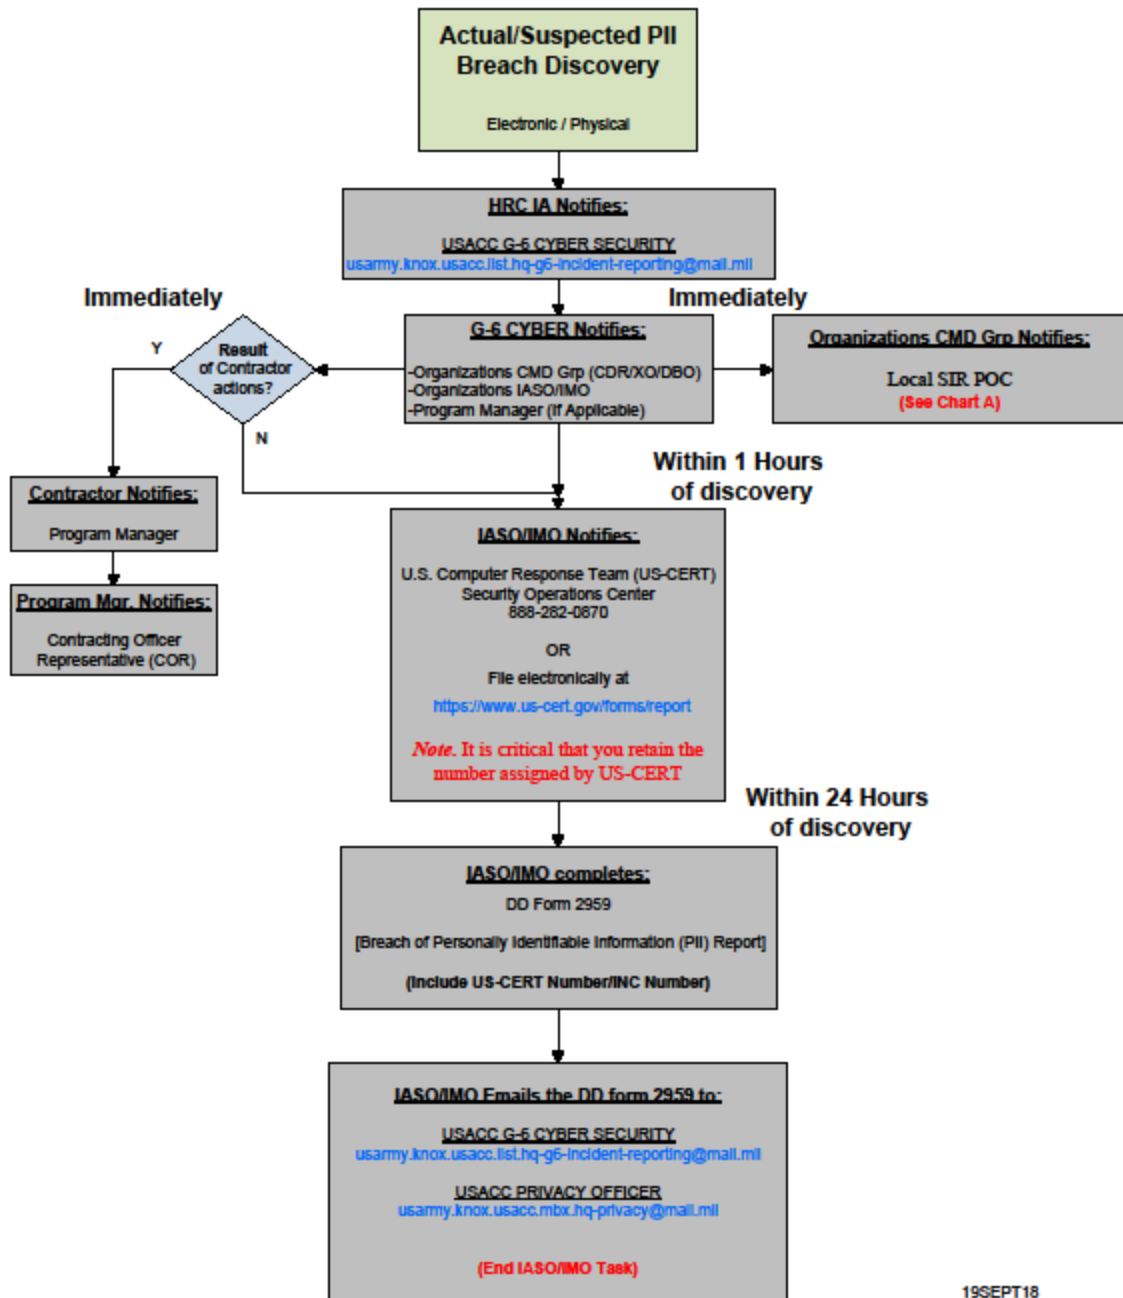 Actual/Suspected PII
Breach Discovery
Electronic / Physical
HRC IA Notifies:
USACC G-6 CYBER SECURITY
usarmy.knox.usacc.list.hq-g6-incident-reporting@mail.mil
Immediately
Immediately
Y
Result
of Contractor
actions?
N
G-6 CYBER Notifies:
-Organizations CMD Grp (CDR/XO/DBO)
-Organizations IASO/IMO
-Program Manager (If Applicable)
Organizations CMD Grp Notifies:
Local SIR POC
(See Chart A)
Within 1 Hours
of discovery
Contractor Notifies:
Program Manager
Program Mgr. Notifies:
Contracting Officer
Representative (COR)
IASO/IMO Notifies:
U.S. Computer Response Team (US-CERT)
Security Operations Center
888-282-0870
OR
File electronically at
https://www.us-cert.gov/forms/report
Note. It is critical that you retain the
number assigned by US-CERT
Within 24 Hours
of discovery
IASO/IMO completes:
DD Form 2959
[Breach of Personally Identifiable Information (PII) Report]
(Include US-CERT Number/INC Number)
IASO/IMO Emails the DD form 2959 to:
USACC G-6 CYBER SECURITY
usarmy.knox.usacc.list.hq-g6-incident-reporting@mail.mil
USACC PRIVACY OFFICER
usarmy.knox.usacc.mbx.hq-privacy@mail.mil
(End IASO/IMO Task)
19SEPT18